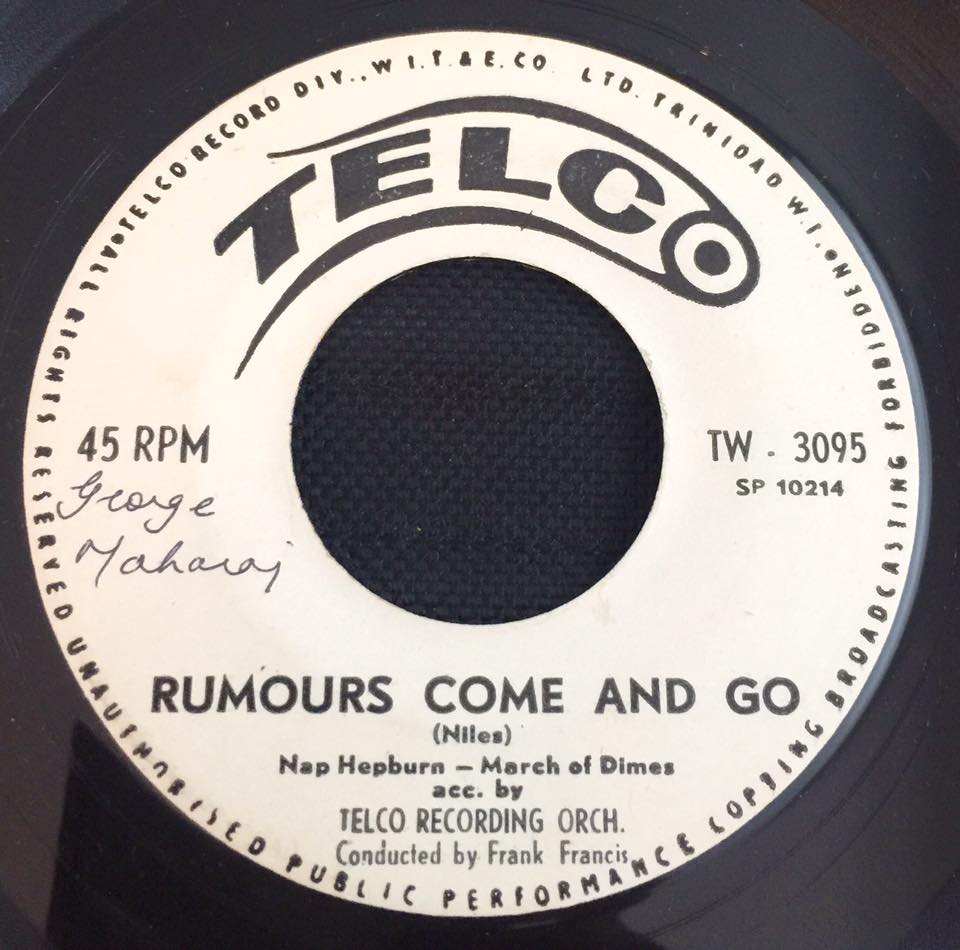 TELCO RECORD DIV., W.I.T.&E.CO. LTD. TRINIDAD W.I.
TELCO
45 RPM
TW - 3095
SP 10214
George
Maharaj
RUMOURS COME AND GO
(Niles)
Nap Hepburn — March of Dimes
acc. by
TELCO RECORDING ORCH.
Conducted by Frank Francis
ALL RIGHTS RESERVED UNAUTHORISED PUBLIC PERFORMANCE COPYING BROADCASTING FORBIDDEN